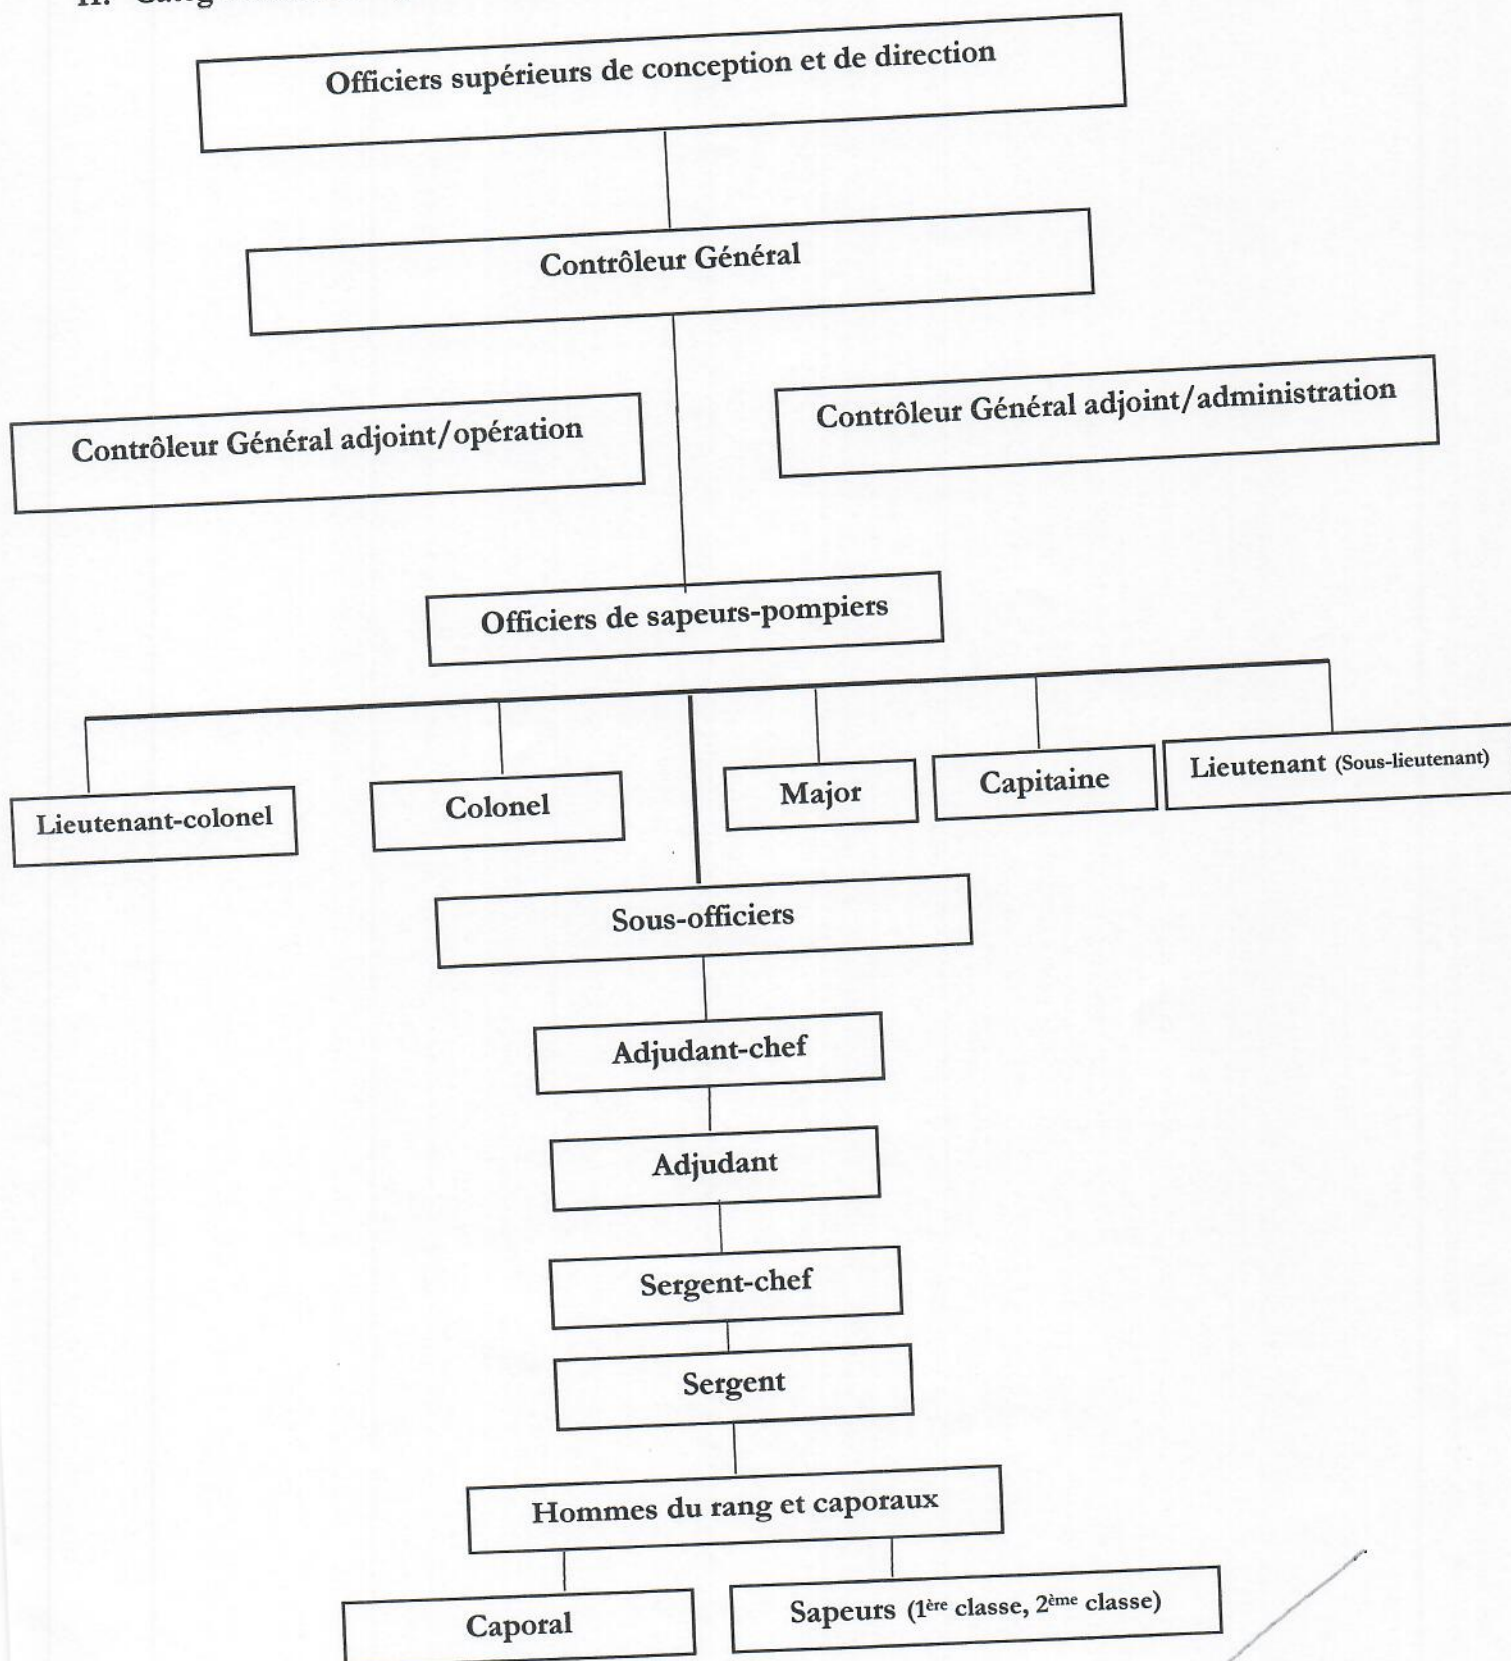 Officiers supérieurs de conception et de direction
Contrôleur Général
Contrôleur Général adjoint/opération
Contrôleur Général adjoint/administration
Officiers de sapeurs-pompiers
Lieutenant-colonel
Colonel
Major
Capitaine
Lieutenant (Sous-lieutenant)
Sous-officiers
Adjudant-chef
Adjudant
Sergent-chef
Sergent
Hommes du rang et caporaux
Caporal
Sapeurs (1ère classe, 2ème classe)